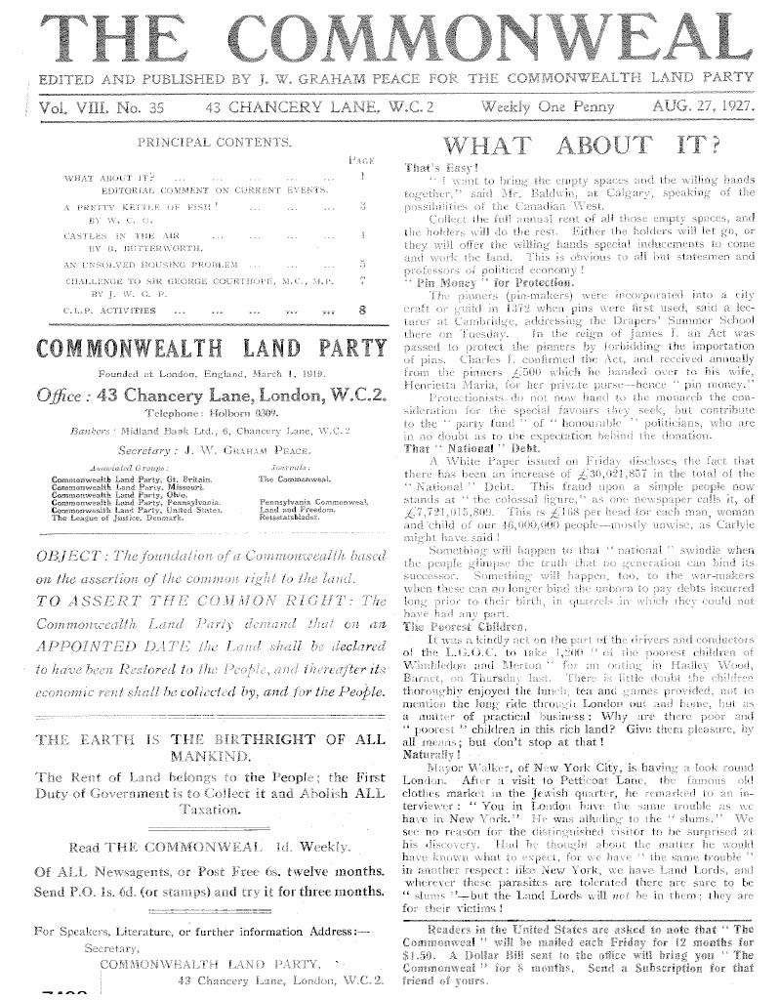 THE COMMONWEAL
EDITED AND PUBLISHED BY J. W. GRAHAM PEACE FOR THE COMMONWEALTH LAND PARTY
Vol. VIII. No. 35 43 CHANCERY LANE, W.C.2 Weekly One Penny AUG. 27, 1927.
PRINCIPAL CONTENTS.
PAGE
WHAT ABOUT IT? ... ... ... ... ... 1
EDITORIAL COMMENT ON CURRENT EVENTS.
A PRETTY KETTLE OF FISH! ... ... ... 3
BY W. C. O.
CASTLES IN THE AIR ... ... ... ... 4
BY B. BUTTERWORTH.
AN UNSOLVED HOUSING PROBLEM ... ... ... 5
CHALLENGE TO SIR GEORGE COURTHOPE, M.C., M.P. 7
BY J. W. G. P.
C.L.P. ACTIVITIES ... ... ... ... ... 8
COMMONWEALTH LAND PARTY
Founded at London, England, March 1, 1919.
Office: 43 Chancery Lane, London, W.C.2.
Telephone: Holborn 0309.
Bankers: Midland Bank Ltd., 6, Chancery Lane, W.C.2
Secretary: J. W. GRAHAM PEACE.
Associated Groups: Journals:
Commonwealth Land Party, Gt. Britain. The Commonweal.
Commonwealth Land Party, Missouri.
Commonwealth Land Party, Ohio.
Commonwealth Land Party, Pennsylvania. Pennsylvania Commonweal.
Commonwealth Land Party, United States. Land and Freedom.
The League of Justice, Denmark. Retsstatsbladet.
OBJECT: The foundation of a Commonwealth based
on the assertion of the common right to the land.
TO ASSERT THE COMMON RIGHT: The
Commonwealth Land Party demand that on an
APPOINTED DATE the Land shall be declared
to have been Restored to the People, and thereafter its
economic rent shall be collected by, and for the People.
THE EARTH IS THE BIRTHRIGHT OF ALL
MANKIND.
The Rent of Land belongs to the People; the First
Duty of Government is to Collect it and Abolish ALL
Taxation.
Read THE COMMONWEAL 1d. Weekly.
Of ALL Newsagents, or Post Free 6s. twelve months.
Send P.O. 1s. 6d. (or stamps) and try it for three months.
For Speakers, Literature, or further information Address:—
Secretary,
COMMONWEALTH LAND PARTY,
43 Chancery Lane, London, W.C.2.
WHAT ABOUT IT?
That's Easy!
"I want to bring the empty spaces and the willing hands
together," said Mr. Baldwin, at Calgary, speaking of the
possibilities of the Canadian West.
Collect the full annual rent of all those empty spaces, and
the holders will do the rest. Either the holders will let go, or
they will offer the willing hands special inducements to come
and work the land. This is obvious to all but statesmen and
professors of political economy!
"Pin Money" for Protection.
The pinners (pin-makers) were incorporated into a city
craft or guild in 1372 when pins were first used, said a lec-
turer at Cambridge, addressing the Drapers' Summer School
there on Tuesday. In the reign of James I. an Act was
passed to protect the pinners by forbidding the importation
of pins. Charles I. confirmed the Act, and received annually
from the pinners £500 which he handed over to his wife,
Henrietta Maria, for her private purse—hence "pin money."
Protectionists do not now hand to the monarch the con-
sideration for the special favours they seek, but contribute
to the "party fund" of "honourable" politicians, who are
in no doubt as to the expectation behind the donation.
That "National" Debt.
A White Paper issued on Friday discloses the fact that
there has been an increase of £30,021,857 in the total of the
"National" Debt. This fraud upon a simple people now
stands at "the colossal figure," as one newspaper calls it, of
£7,721,015,809. This is £168 per head for each man, woman
and child of our 46,000,000 people—mostly unwise, as Carlyle
might have said!
Something will happen to that "national" swindle when
the people glimpse the truth that no generation can bind its
successor. Something will happen, too, to the war-makers
when these can no longer bind the unborn to pay debts incurred
long prior to their birth, in quarrels in which they could not
have had any part.
The Poorest Children.
It was a kindly act on the part of the drivers and conductors
of the L.G.O.C. to take 1,200 "of the poorest children of
Wimbledon and Merton" for an outing in Hadley Wood,
Barnet, on Thursday last. There is little doubt the children
thoroughly enjoyed the lunch, tea and games provided, not to
mention the long ride through London out and home, but as
a matter of practical business: Why are there poor and
"poorest" children in this rich land? Give them pleasure, by
all means; but don't stop at that!
Naturally!
Mayor Walker, of New York City, is having a look round
London. After a visit to Petticoat Lane, the famous old
clothes market in the Jewish quarter, he remarked to an in-
terviewer: "You in London have the same trouble as we
have in New York." He was alluding to the "slums." We
see no reason for the distinguished visitor to be surprised at
his discovery. Had he thought about the matter he would
have known what to expect, for we have "the same trouble"
in another respect: like New York, we have Land Lords, and
wherever these parasites are tolerated there are sure to be
"slums"—but the Land Lords will not be in them; they are
for their victims!
Readers in the United States are asked to note that "The
Commonweal" will be mailed each Friday for 12 months for
$1.50. A Dollar Bill sent to the office will bring you "The
Commonweal" for 8 months. Send a Subscription for that
friend of yours.